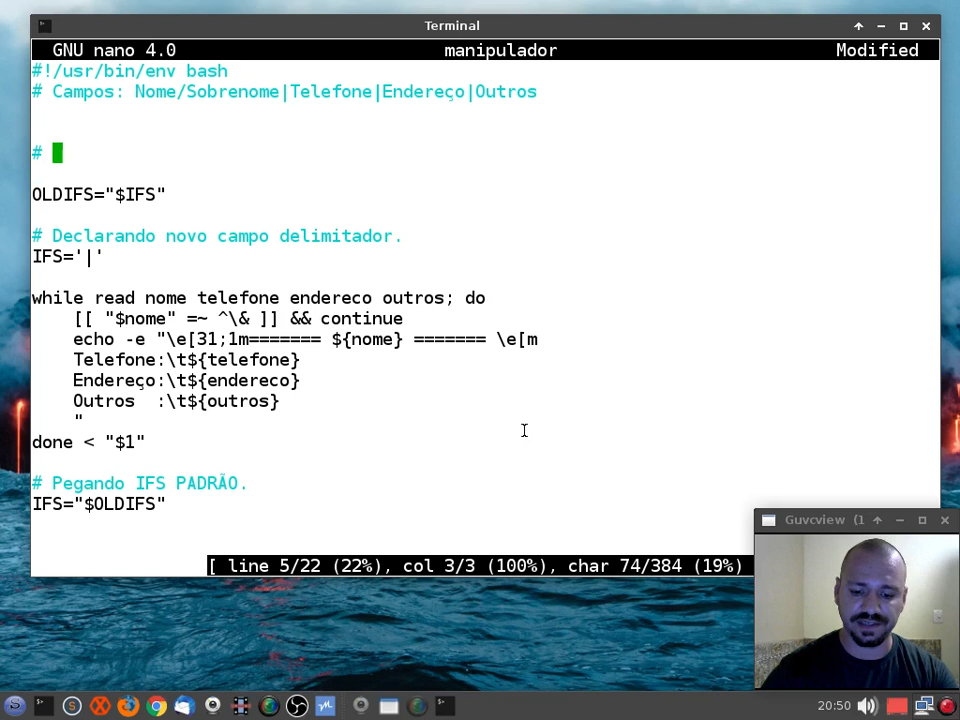 Terminal
GNU nano 4.0 manipulador Modified
#!/usr/bin/env bash
# Campos: Nome/Sobrenome|Telefone|Endereço|Outros
#
OLDIFS="$IFS"
# Declarando novo campo delimitador.
IFS='|'
while read nome telefone endereco outros; do
[[ "$nome" =~ ^\& ]] && continue
echo -e "\e[31;1m======= ${nome} ======= \e[m
Telefone:\t${telefone}
Endereço:\t${endereco}
Outros  :\t${outros}
"
done < "$1"
# Pegando IFS PADRÃO.
IFS="$OLDIFS"
[ line 5/22 (22%), col 3/3 (100%), char 74/384 (19%)
Guvcview (1
20:50